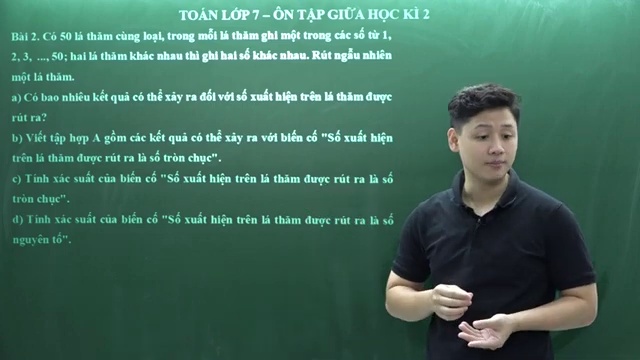 TOÁN LỚP 7 – ÔN TẬP GIỮA HỌC KÌ 2
Bài 2. Có 50 lá thăm cùng loại, trong mỗi lá thăm ghi một trong các số từ 1,
2, 3, ..., 50; hai lá thăm khác nhau thì ghi hai số khác nhau. Rút ngẫu nhiên
một lá thăm.
a) Có bao nhiêu kết quả có thể xảy ra đối với số xuất hiện trên lá thăm được
rút ra?
b) Viết tập hợp A gồm các kết quả có thể xảy ra với biến cố "Số xuất hiện
trên lá thăm được rút ra là số tròn chục".
c) Tính xác suất của biến cố "Số xuất hiện trên lá thăm được rút ra là số
tròn chục".
d) Tính xác suất của biến cố "Số xuất hiện trên lá thăm được rút ra là số
nguyên tố".